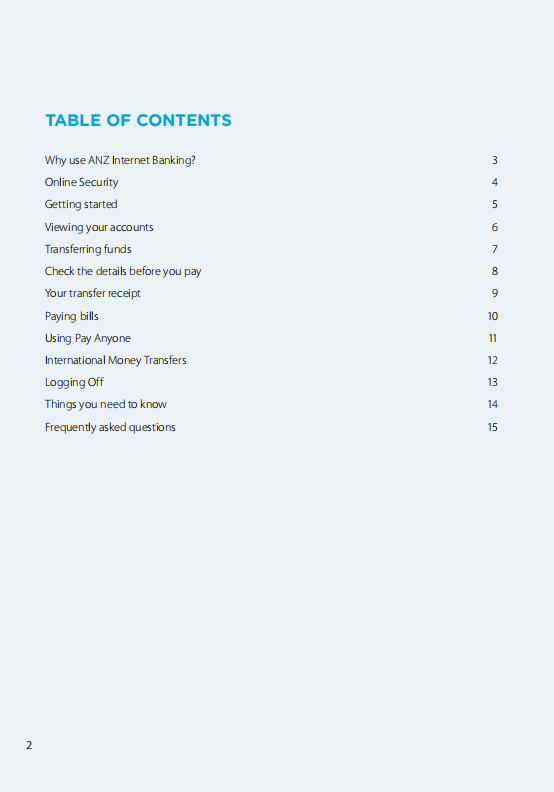 TABLE OF CONTENTS
Why use ANZ Internet Banking? 3
Online Security 4
Getting started 5
Viewing your accounts 6
Transferring funds 7
Check the details before you pay 8
Your transfer receipt 9
Paying bills 10
Using Pay Anyone 11
International Money Transfers 12
Logging Off 13
Things you need to know 14
Frequently asked questions 15
2